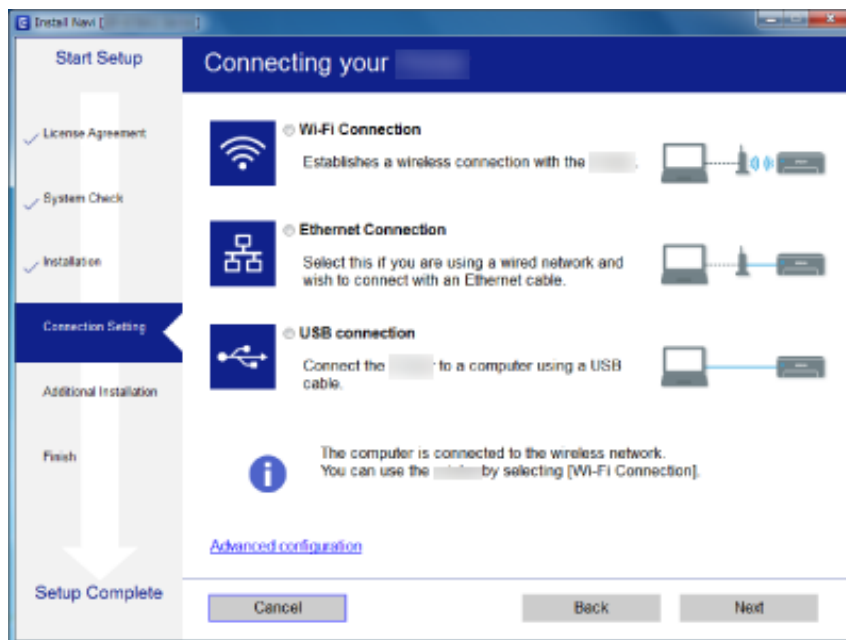 Install Navi [
]
Start Setup
Connecting your
License Agreement
System Check
Installation
Connection Setting
Additional Installation
Finish
Setup Complete
Wi-Fi Connection
Establishes a wireless connection with the .
Ethernet Connection
Select this if you are using a wired network and
wish to connect with an Ethernet cable.
USB connection
Connect the to a computer using a USB
cable.
The computer is connected to the wireless network.
You can use the by selecting [Wi-Fi Connection].
Advanced configuration
Cancel
Back
Next